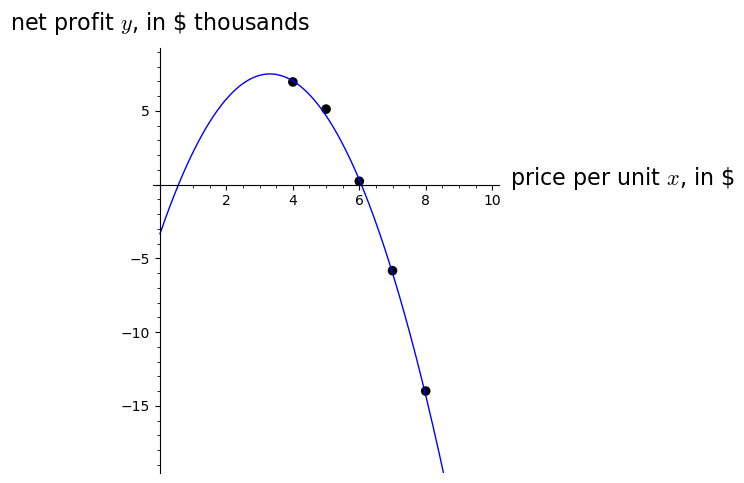 net profit y, in $ thousands
5
price per unit x, in $
2 4 6 8 10
−5
−10
−15